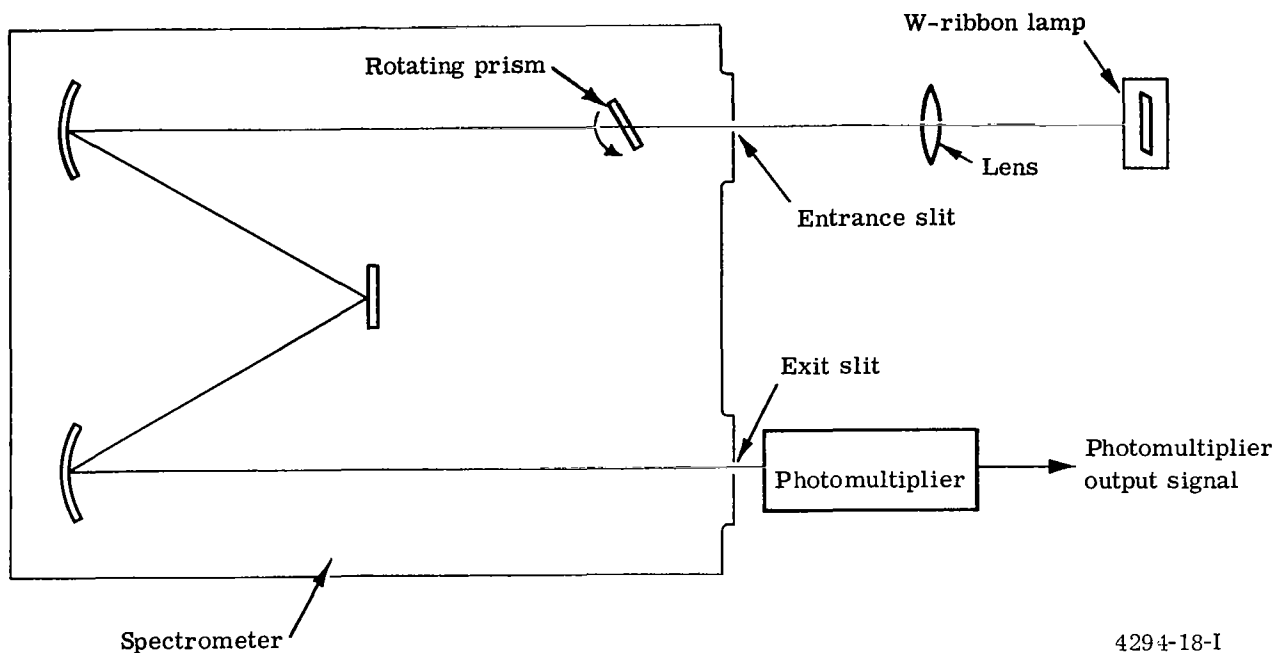 W-ribbon lamp
Rotating prism
Lens
Entrance slit
Exit slit
Photomultiplier
Photomultiplier
output signal
Spectrometer
4294-18-I